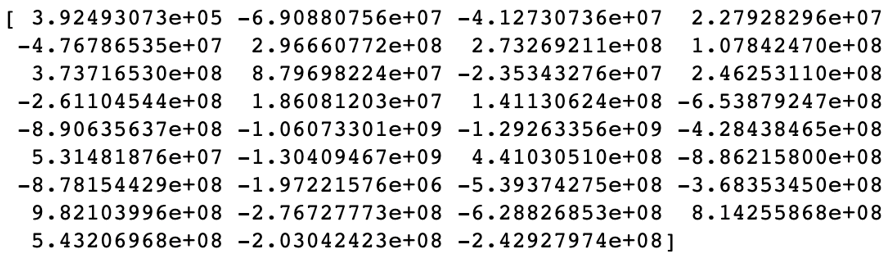 [ 3.92493073e+05 -6.90880756e+07 -4.12730736e+07 2.27928296e+07
-4.76786535e+07 2.96660772e+08 2.73269211e+08 1.07842470e+08
3.73716530e+08 8.79698224e+07 -2.35343276e+07 2.46253110e+08
-2.61104544e+08 1.86081203e+07 1.41130624e+08 -6.53879247e+08
-8.90635637e+08 -1.06073301e+09 -1.29263356e+09 -4.28438465e+08
5.31481876e+07 -1.30409467e+09 4.41030510e+08 -8.86215800e+08
-8.78154429e+08 -1.97221576e+06 -5.39374275e+08 -3.68353450e+08
9.82103996e+08 -2.76727773e+08 -6.28826853e+08 8.14255868e+08
5.43206968e+08 -2.03042423e+08 -2.42927974e+08]